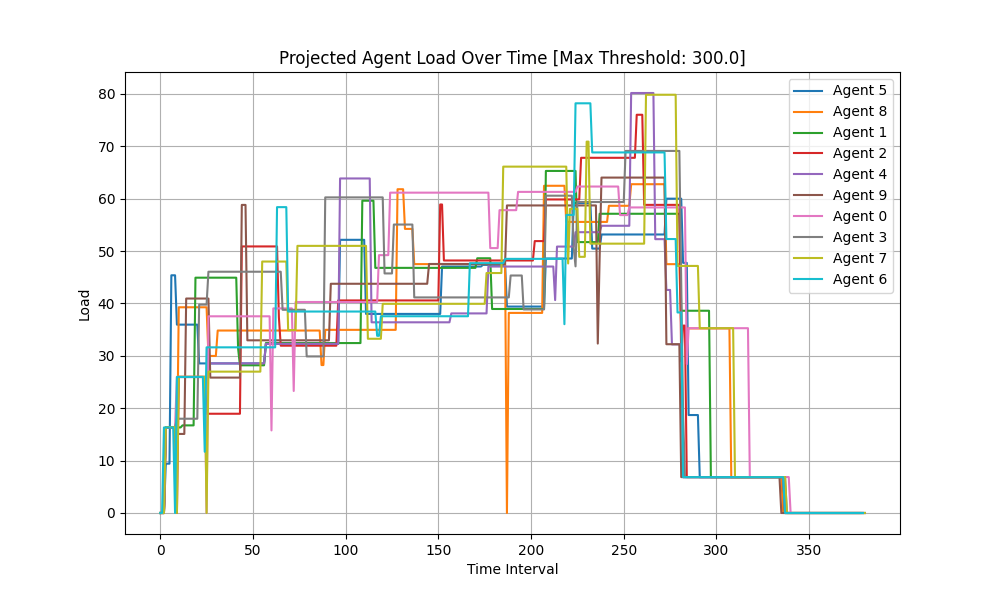 Projected Agent Load Over Time [Max Threshold: 300.0]
Load
80
70
60
50
40
30
20
10
0
Agent 5
Agent 8
Agent 1
Agent 2
Agent 4
Agent 9
Agent 0
Agent 3
Agent 7
Agent 6
0 50 100 150 200 250 300 350
Time Interval